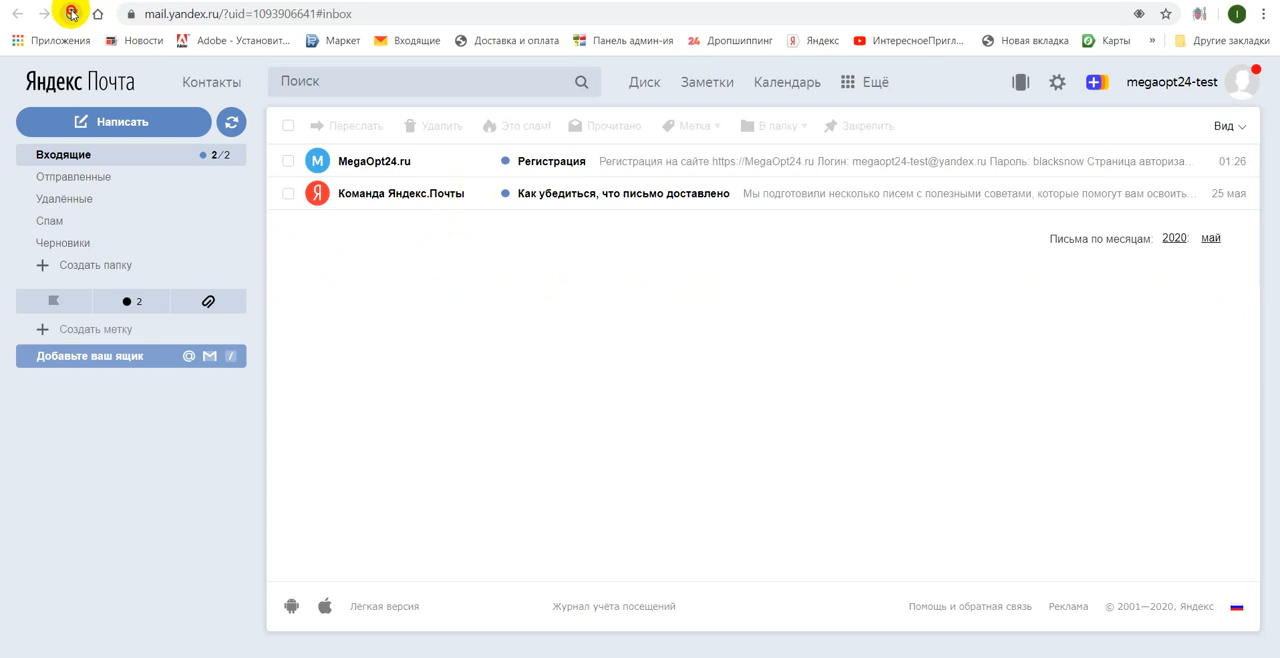 mail.yandex.ru/?uid=1093906641#inbox
I
Приложения Новости Adobe - Установит... Маркет Входящие Доставка и оплата Панель админ-ия 24 Дропшиппинг Я Яндекс ИнтересноеПригл... Новая вкладка Карты » Другие закладки
Яндекс Почта Контакты Поиск Диск Заметки Календарь Ещё megaopt24-test
Написать
Переслать Удалить Это спам! Прочитано Метка В папку Закрепить Вид
Входящие 2/2
M MegaOpt24.ru Регистрация Регистрация на сайте https://MegaOpt24.ru Логин: megaopt24-test@yandex.ru Пароль: blacksnow Страница авториза... 01:26
Отправленные
Я Команда Яндекс.Почты Как убедиться, что письмо доставлено Мы подготовили несколько писем с полезными советами, которые помогут вам освоить... 25 мая
Удалённые
Спам
Черновики
Письма по месяцам: 2020: май
Создать папку
2
Создать метку
Добавьте ваш ящик @
Лёгкая версия Журнал учёта посещений Помощь и обратная связь Реклама © 2001—2020, Яндекс